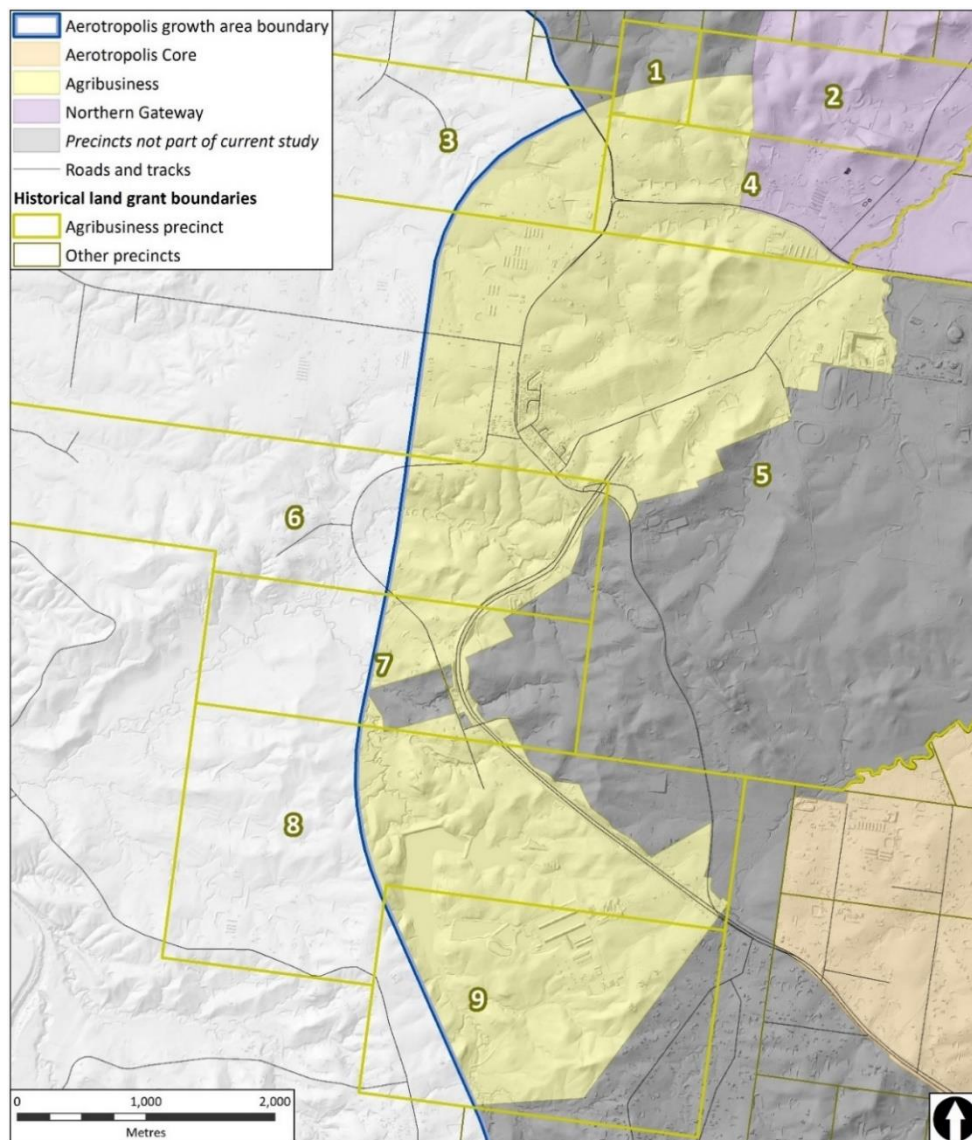 Aerotropolis growth area boundary
Aerotropolis Core
Agribusiness
Northern Gateway
Precincts not part of current study
Roads and tracks
Historical land grant boundaries
Agribusiness precinct
Other precincts
1
2
3
4
5
6
7
8
9
0 1,000 2,000
Metres